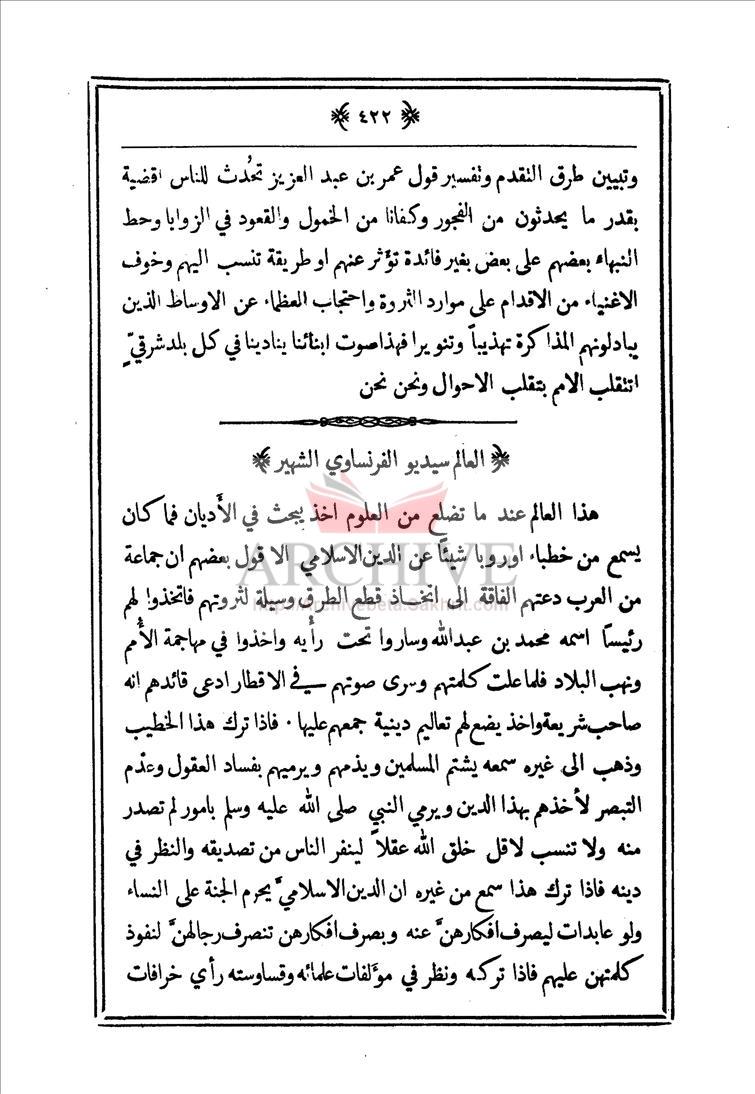 ﴿ ٤٢٢ ﴾
وتبيين طرق التقدم وتفسير قول عمر بن عبد العزيز تحُدث للناس اقضية
بقدر ما يحدثون من الفجور وكفانا من الخمول والقعود في الزوايا وحط
النبهاء بعضهم على بعض بغير فائدة تؤثر عنهم او طريقة تنسب اليهم وخوف
الاغنياء من الاقدام على موارد الثروة واحتجاب العظماء عن الاوساط الذين
يبادلونهم المذاكرة تهذيباً وتنويرا فهذا صوت ابنائنا ينادينا في كل بلد شرقيّ
اتنقلب الامم بتقلب الاحوال ونحن نحن
﴿ العالم سيديو الفرنساوي الشهير ﴾
هذا العالم عند ما تضلع من العلوم اخذ يبحث في الأديان فما كان
يسمع من خطباء اوروبا شيئاً عن الدين الاسلامي الا قول بعضهم ان جماعة
من العرب دعتهم الفاقة الى اتخاذ قطع الطرق وسيلة لثروتهم فاتخذوا لهم
رئيساً اسمه محمد بن عبدالله وساروا تحت رأيه واخذوا في مهاجمة الأمم
ونهب البلاد فلما علت كلمتهم وسرى صوتهم في الاقطار ادعى قائدهم انه
صاحب شريعة واخذ يضع لهم تعاليم دينية جمعهم عليها . فاذا ترك هذا الخطيب
وذهب الى غيره سمعه يشتم المسلمين ويذمهم ويرميهم بفساد العقول وعدم
التبصر لأخذهم بهذا الدين ويرمي النبي صلى الله عليه وسلم بامور لم تصدر
منه ولا تنسب لاقل خلق الله عقلاً لينفر الناس من تصديقه والنظر في
دينه فاذا ترك هذا سمع من غيره ان الدين الاسلاميَّ يحرم الجنة على النساء
ولو عابدات ليصرف افكارهنَّ عنه وبصرف افكارهن تنصرف رجالهنَّ لنفوذ
كلمتهن عليهم فاذا تركه ونظر في مؤلفات علمائه وقساوسته رأي خرافات
ARCHIVE
http://Archivebeta.Sakhrit.com